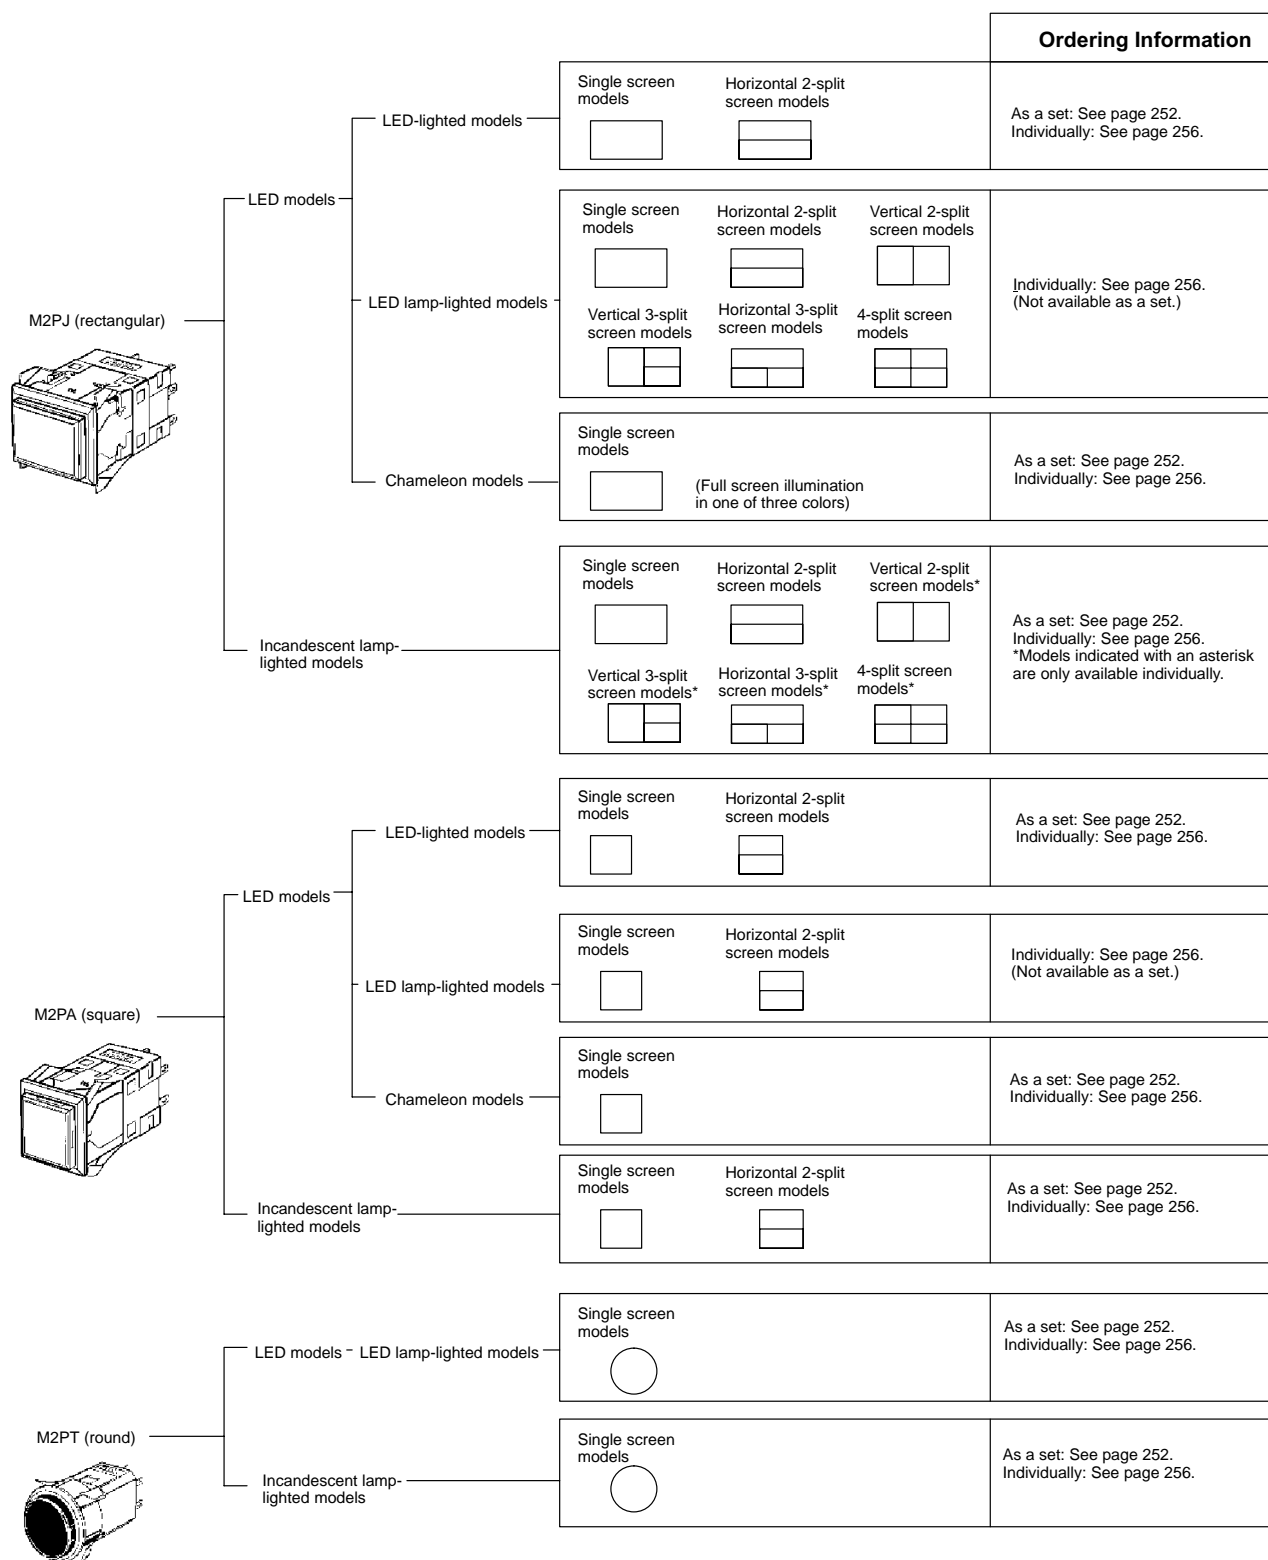 Ordering Information
Single screen
models
Horizontal 2-split
screen models
LED-lighted models
As a set: See page 252.
Individually: See page 256.
LED models
Single screen
models
Horizontal 2-split
screen models
Vertical 2-split
screen models
LED lamp-lighted models
Individually: See page 256.
(Not available as a set.)
Vertical 3-split
screen models
Horizontal 3-split
screen models
4-split screen
models
M2PJ (rectangular)
Single screen
models
Chameleon models
(Full screen illumination
in one of three colors)
As a set: See page 252.
Individually: See page 256.
Single screen
models
Horizontal 2-split
screen models
Vertical 2-split
screen models*
Incandescent lamp-
lighted models
Vertical 3-split
screen models*
Horizontal 3-split
screen models*
4-split screen
models*
As a set: See page 252.
Individually: See page 256.
*Models indicated with an asterisk
are only available individually.
Single screen
models
Horizontal 2-split
screen models
LED-lighted models
As a set: See page 252.
Individually: See page 256.
LED models
Single screen
models
Horizontal 2-split
screen models
LED lamp-lighted models
Individually: See page 256.
(Not available as a set.)
M2PA (square)
Single screen
models
Chameleon models
As a set: See page 252.
Individually: See page 256.
Single screen
models
Horizontal 2-split
screen models
Incandescent lamp-
lighted models
As a set: See page 252.
Individually: See page 256.
Single screen
models
LED models
LED lamp-lighted models
As a set: See page 252.
Individually: See page 256.
M2PT (round)
Single screen
models
Incandescent lamp-
lighted models
As a set: See page 252.
Individually: See page 256.